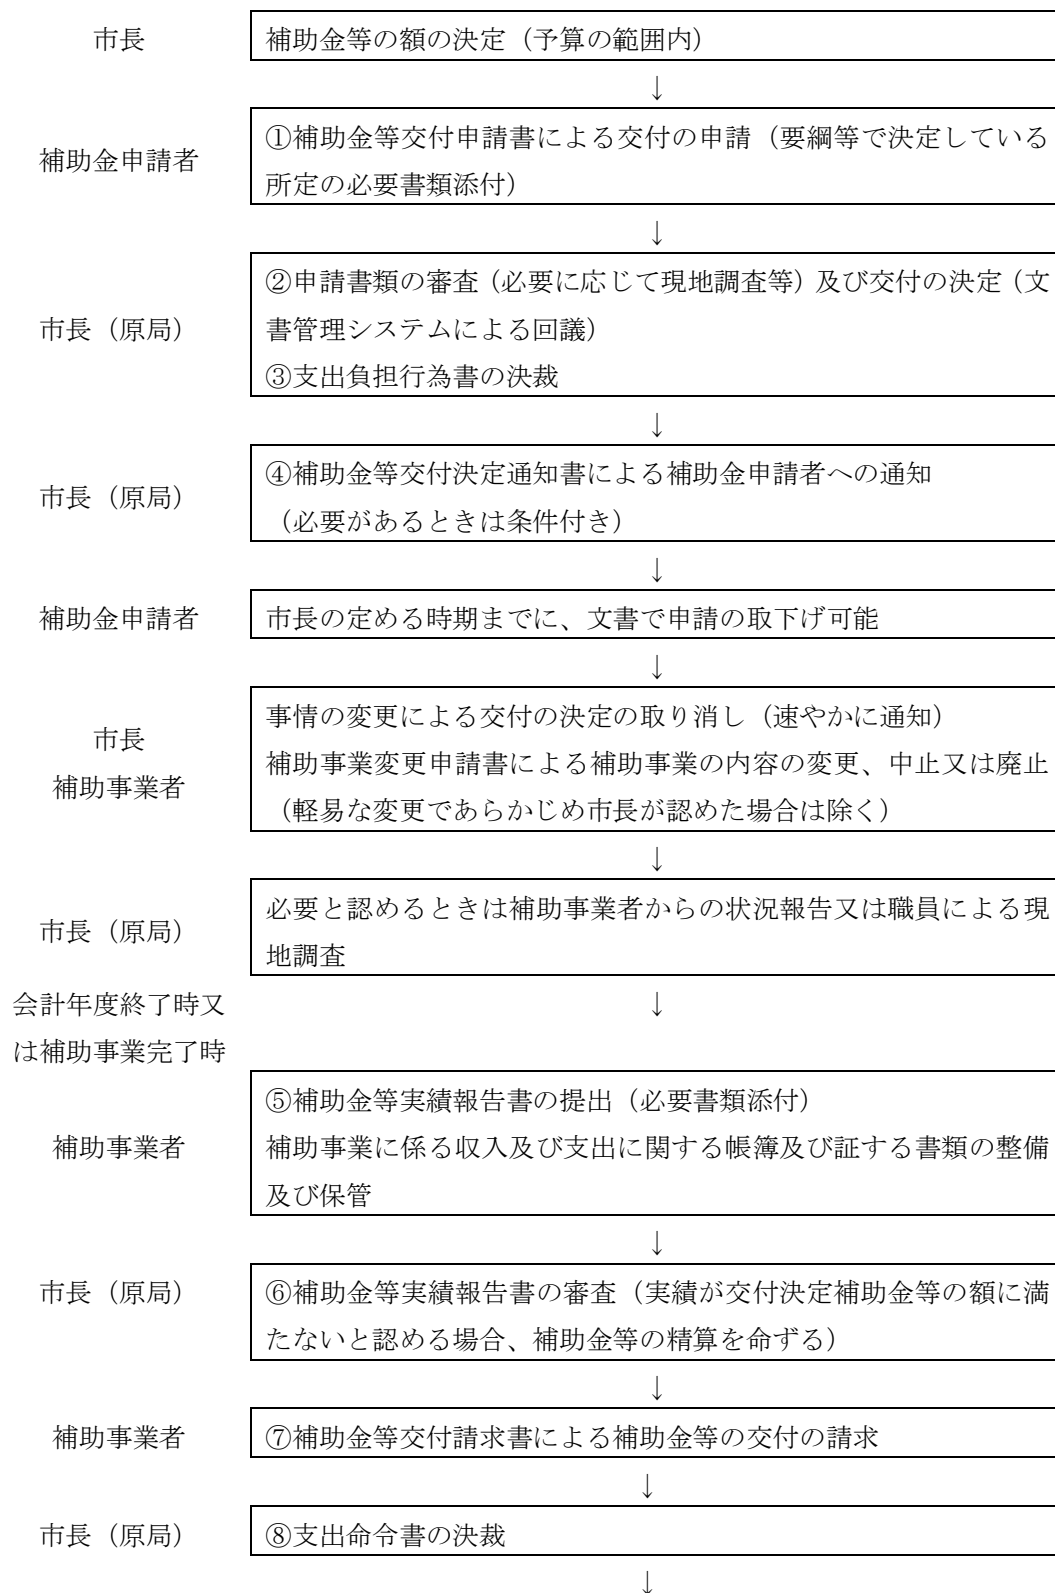 市長
補助金等の額の決定（予算の範囲内）
↓
補助金申請者
①補助金等交付申請書による交付の申請（要綱等で決定している
所定の必要書類添付）
↓
市長（原局）
②申請書類の審査（必要に応じて現地調査等）及び交付の決定（文
書管理システムによる回議）
③支出負担行為書の決裁
↓
市長（原局）
④補助金等交付決定通知書による補助金申請者への通知
（必要があるときは条件付き）
↓
補助金申請者
市長の定める時期までに、文書で申請の取下げ可能
↓
市長
補助事業者
事情の変更による交付の決定の取り消し（速やかに通知）
補助事業変更申請書による補助事業の内容の変更、中止又は廃止
（軽易な変更であらかじめ市長が認めた場合は除く）
↓
市長（原局）
必要と認めるときは補助事業者からの状況報告又は職員による現
地調査
会計年度終了時又
は補助事業完了時
↓
補助事業者
⑤補助金等実績報告書の提出（必要書類添付）
補助事業に係る収入及び支出に関する帳簿及び証する書類の整備
及び保管
↓
市長（原局）
⑥補助金等実績報告書の審査（実績が交付決定補助金等の額に満
たないと認める場合、補助金等の精算を命ずる）
↓
補助事業者
⑦補助金等交付請求書による補助金等の交付の請求
↓
市長（原局）
⑧支出命令書の決裁
↓